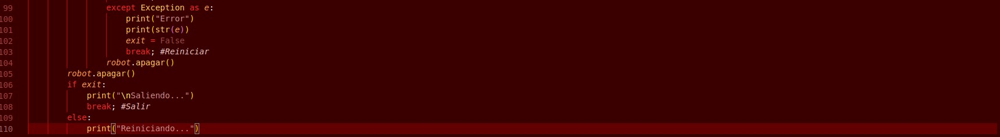 99 except Exception as e:
100 print("Error")
101 print(str(e))
102 exit = False
103 break; #Reiniciar
104 robot.apagar()
105 robot.apagar()
106 if exit:
107 print("\nSaliendo...")
108 break; #Salir
109 else:
110 print("Reiniciando...")